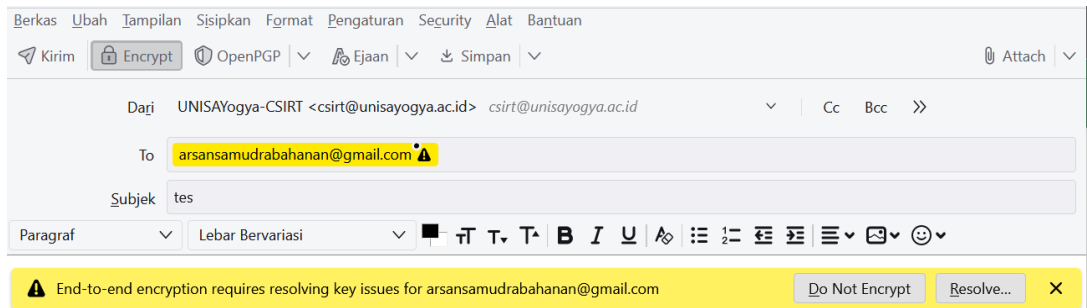 Berkas Ubah Tampilan Sisipkan Format Pengaturan Security Alat Bantuan
Kirim Encrypt OpenPGP Ejaan Simpan Attach
Dari UNISAYogya-CSIRT <csirt@unisayogya.ac.id> csirt@unisayogya.ac.id Cc Bcc
To arsansamudrabahanan@gmail.com
Subjek tes
Paragraf Lebar Bervariasi
End-to-end encryption requires resolving key issues for arsansamudrabahanan@gmail.com Do Not Encrypt Resolve...